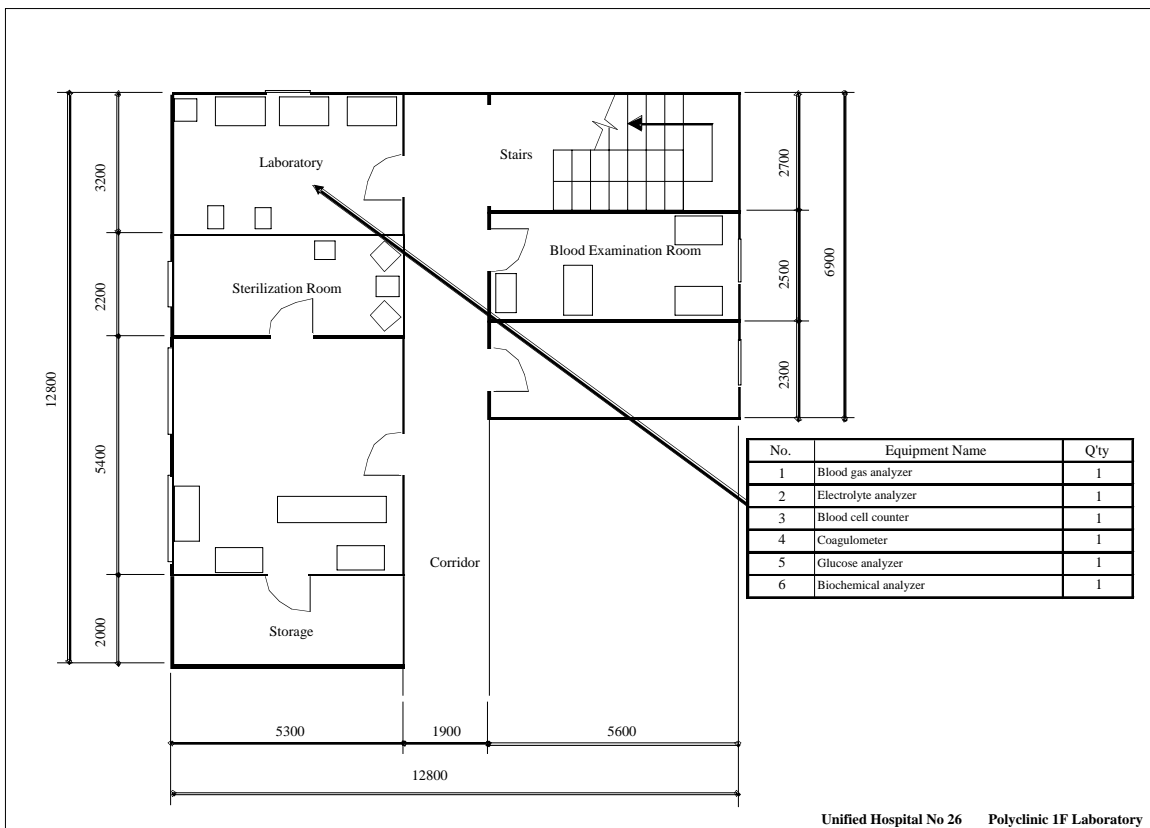 Laboratory
Stairs
Blood Examination Room
Sterilization Room
Corridor
Storage
3200
2200
5400
2000
12800
2700
2500
2300
6900
5300
1900
5600
12800
No. Equipment Name Q'ty
1 Blood gas analyzer 1
2 Electrolyte analyzer 1
3 Blood cell counter 1
4 Coagulometer 1
5 Glucose analyzer 1
6 Biochemical analyzer 1
Unified Hospital No 26 Polyclinic 1F Laboratory